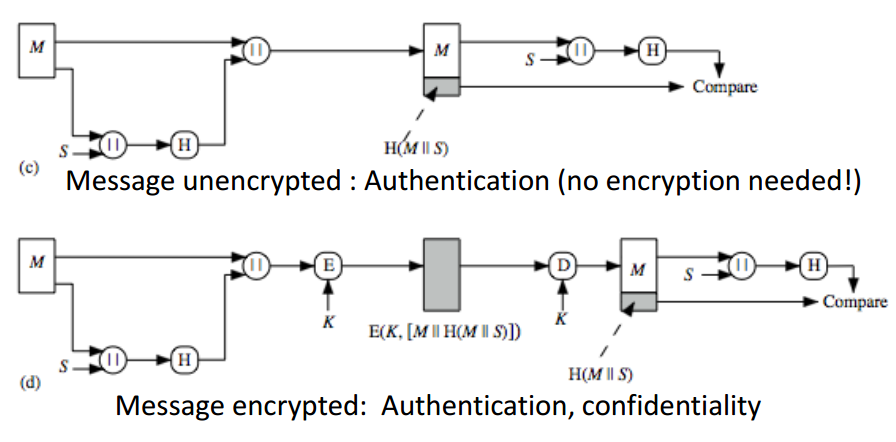 M
||
M
S
||
H
Compare
S
||
H
H(M || S)
(c)
Message unencrypted : Authentication (no encryption needed!)
M
||
E
D
M
S
||
H
K
K
Compare
E(K, [M || H(M || S)])
S
||
H
H(M || S)
(d)
Message encrypted:  Authentication, confidentiality